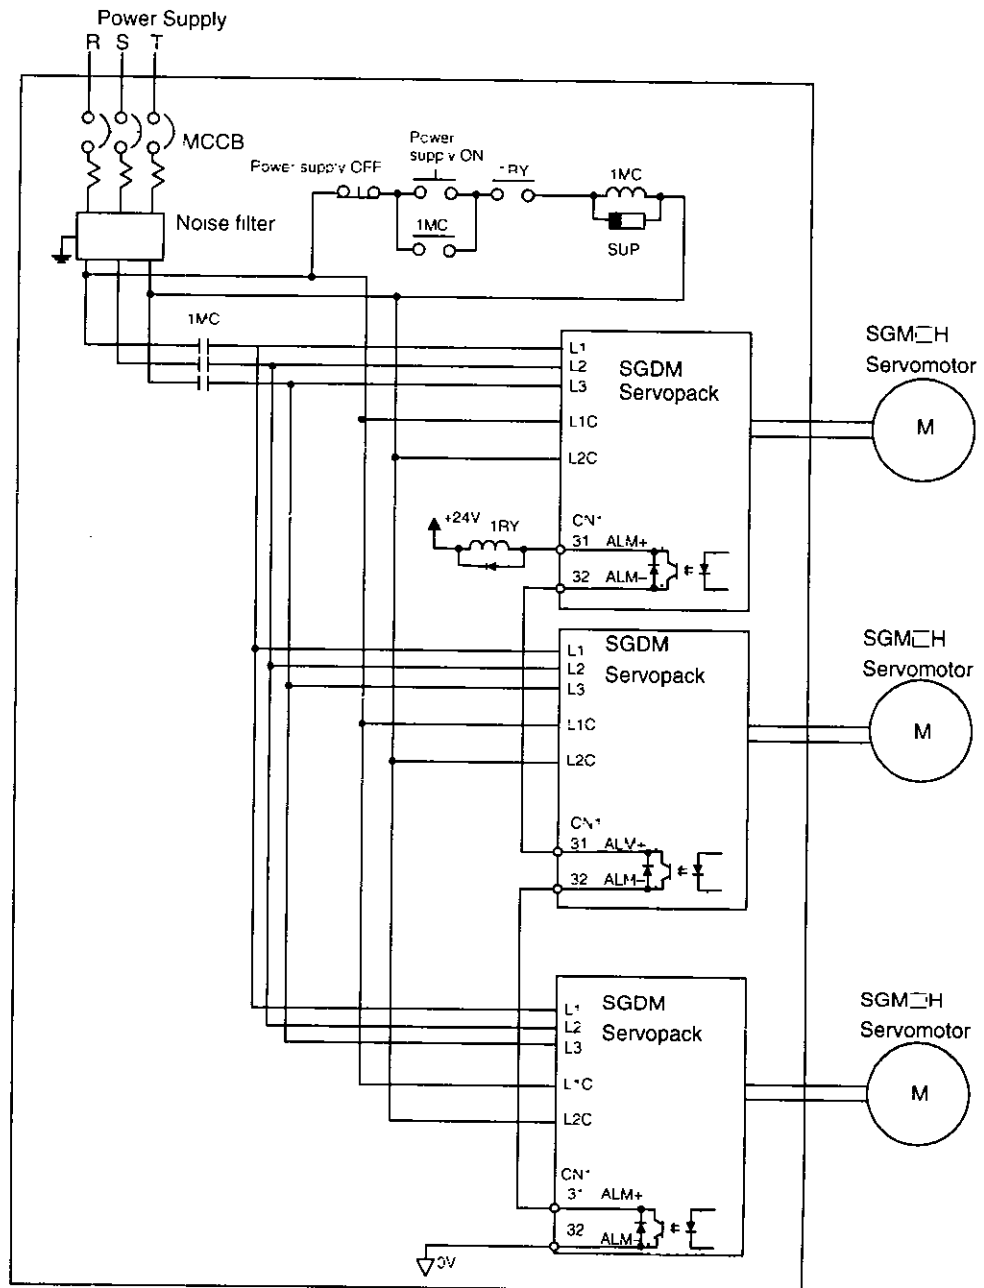 Power Supply
R S T
MCCB
Power supply OFF
Power
supply ON
1RY
1MC
1MC
SUP
Noise filter
1MC
L1
L2
L3
L1C
L2C
SGDM
Servopack
SGM□H
Servomotor
M
+24V
1RY
CN1
31 ALM+
32 ALM−
L1
L2
L3
L1C
L2C
SGDM
Servopack
SGM□H
Servomotor
M
CN1
31 ALM+
32 ALM−
L1
L2
L3
L1C
L2C
SGDM
Servopack
SGM□H
Servomotor
M
CN1
31 ALM+
32 ALM−
0V